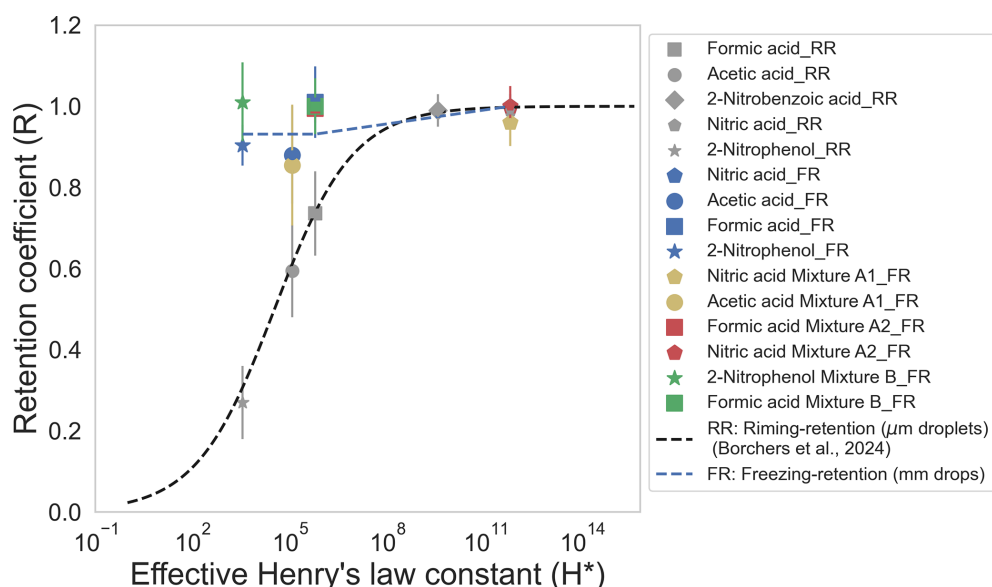 1.2
1.0
0.8
0.6
0.4
0.2
0.0
Retention coefficient (R)
10⁻¹ 10² 10⁵ 10⁸ 10¹¹ 10¹⁴
Effective Henry's law constant (H*)
Formic acid_RR
Acetic acid_RR
2-Nitrobenzoic acid_RR
Nitric acid_RR
2-Nitrophenol_RR
Nitric acid_FR
Acetic acid_FR
Formic acid_FR
2-Nitrophenol_FR
Nitric acid Mixture A1_FR
Acetic acid Mixture A1_FR
Formic acid Mixture A2_FR
Nitric acid Mixture A2_FR
2-Nitrophenol Mixture B_FR
Formic acid Mixture B_FR
RR: Riming-retention (μm droplets)
(Borchers et al., 2024)
FR: Freezing-retention (mm drops)